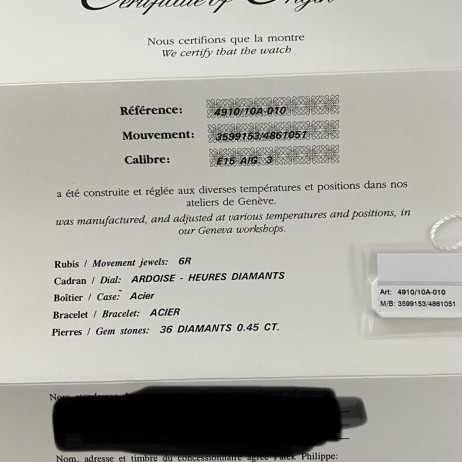 Certificate of Origin
Nous certifions que la montre
We certify that the watch
Référence: 4910/10A-010
Mouvement: 3599153/4861051
Calibre: E15 AIG. 3
a été construite et réglée aux diverses températures et positions dans nos
ateliers de Genève.
was manufactured, and adjusted at various temperatures and positions, in
our Geneva workshops.
Rubis / Movement jewels: 6R
Cadran / Dial: ARDOISE - HEURES DIAMANTS
Boîtier / Case: Acier
Bracelet / Bracelet: ACIER
Pierres / Gem stones: 36 DIAMANTS 0.45 CT.
Art: 4910/10A-010
M/B: 3599153/4861051
Nom, adresse et timbre du concessionnaire agréé Patek Philippe: